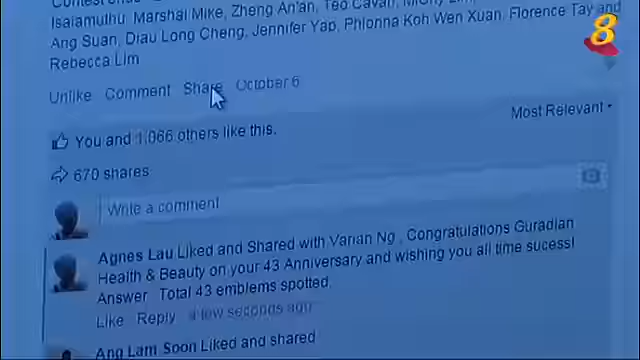 Isaiamuthu, Marshal Mike, Zheng An'an, Teo Cavan,
Ang Suan, Diau Long Cheng, Jennifer Yap, Phionna Koh Wen Xuan, Florence Tay and
Rebecca Lim
Unlike Comment Share October 6
Most Relevant
You and 1,066 others like this.
670 shares
Write a comment
Agnes Lau Liked and Shared with Varian Ng , Congratulations Guradian
Health & Beauty on your 43 Anniversary and wishing you all time sucess!
Answer Total 43 emblems spotted.
Like Reply a few seconds ago
Ang Lam Soon Liked and shared
8